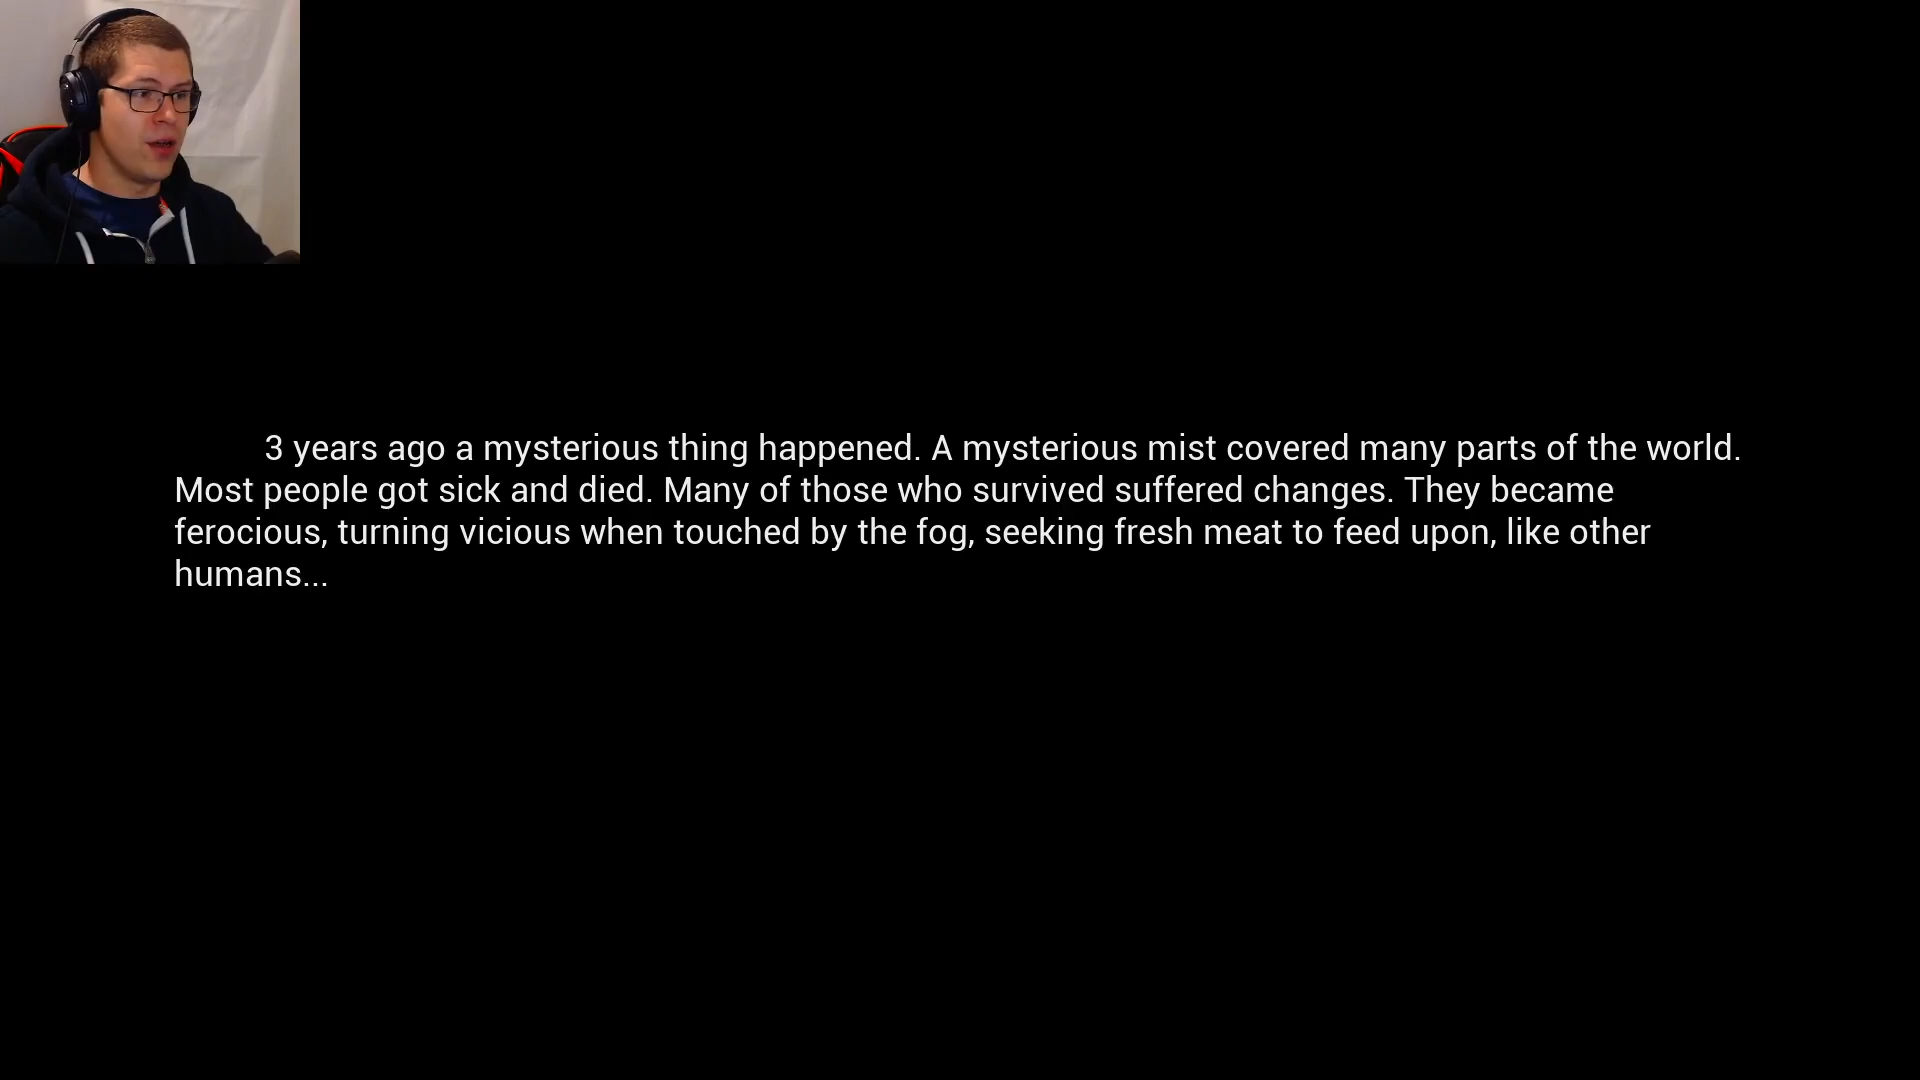 3 years ago a mysterious thing happened. A mysterious mist covered many parts of the world.
Most people got sick and died. Many of those who survived suffered changes. They became
ferocious, turning vicious when touched by the fog, seeking fresh meat to feed upon, like other
humans...